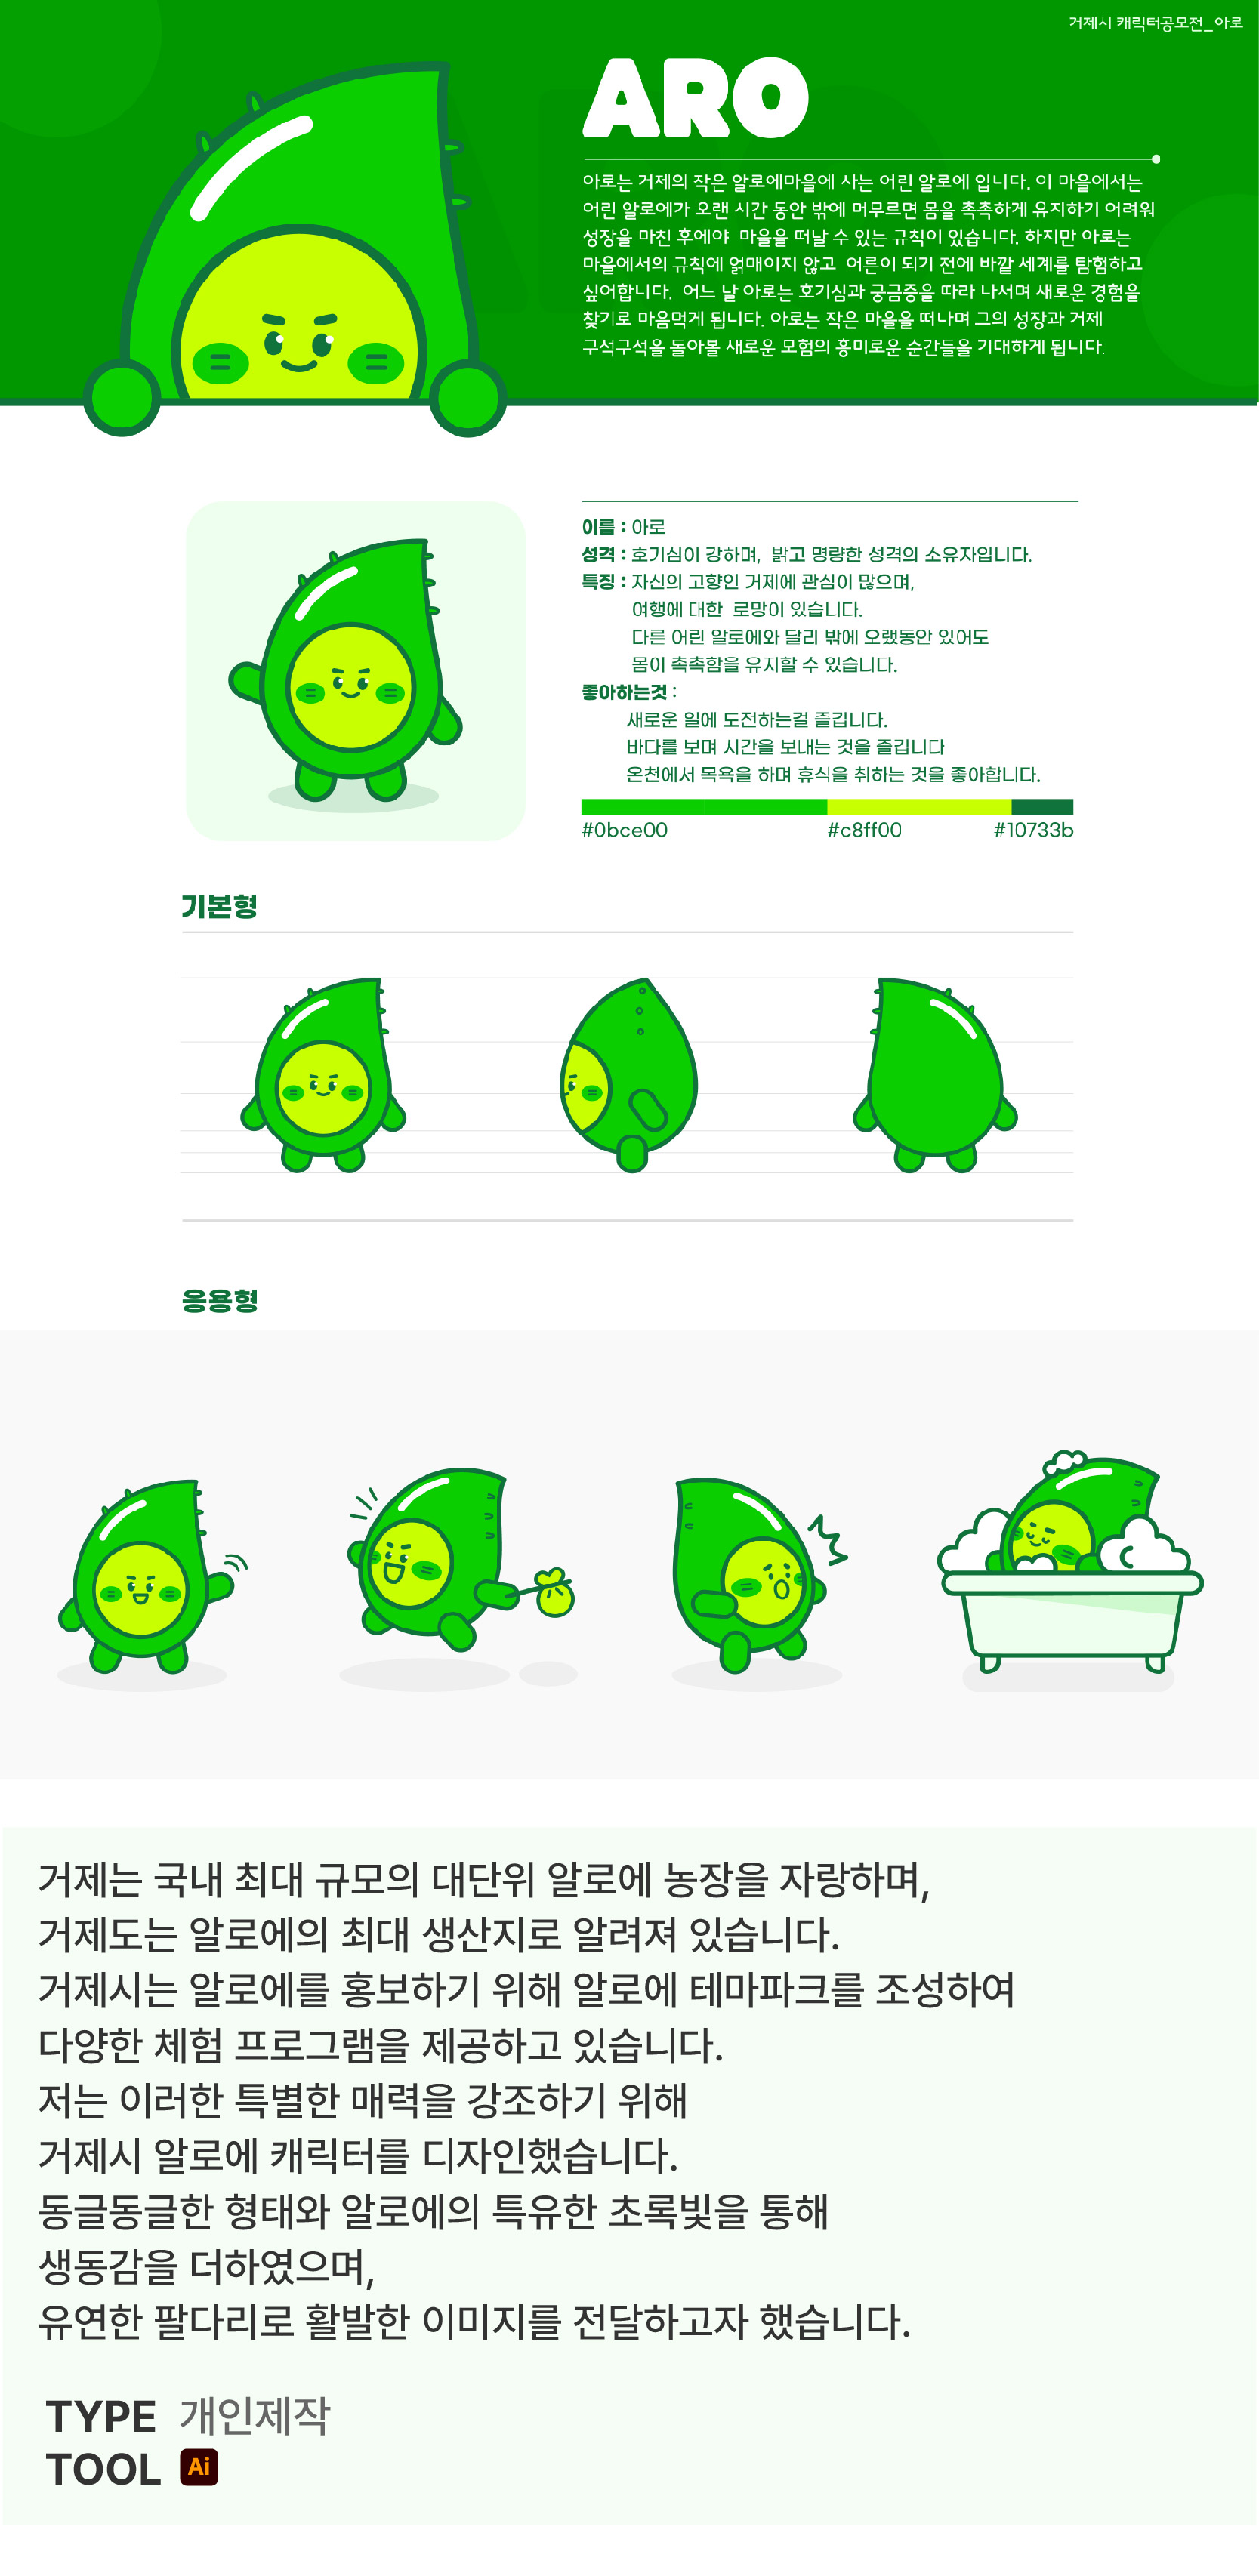 거제시 캐릭터공모전_아로
ARO
아로는 거제의 작은 알로에마을에 사는 어린 알로에 입니다. 이 마을에서는
어린 알로에가 오랜 시간 동안 밖에 머무르면 몸을 촉촉하게 유지하기 어려워
성장을 마친 후에야 마을을 떠날 수 있는 규칙이 있습니다. 하지만 아로는
마을에서의 규칙에 얽매이지 않고 어른이 되기 전에 바깥 세계를 탐험하고
싶어합니다. 어느 날 아로는 호기심과 궁금증을 따라 나서며 새로운 경험을
찾기로 마음먹게 됩니다. 아로는 작은 마을을 떠나며 그의 성장과 거제
구석구석을 돌아볼 새로운 모험의 흥미로운 순간들을 기대하게 됩니다.
이름 : 아로
성격 : 호기심이 강하며, 밝고 명량한 성격의 소유자입니다.
특징 : 자신의 고향인 거제에 관심이 많으며,
여행에 대한 로망이 있습니다.
다른 어린 알로에와 달리 밖에 오랬동안 있어도
몸이 촉촉함을 유지할 수 있습니다.
좋아하는것 :
새로운 일에 도전하는걸 즐깁니다.
바다를 보며 시간을 보내는 것을 즐깁니다
온천에서 목욕을 하며 휴식을 취하는 것을 좋아합니다.
#0bce00 #c8ff00 #10733b
기본형
응용형
거제는 국내 최대 규모의 대단위 알로에 농장을 자랑하며,
거제도는 알로에의 최대 생산지로 알려져 있습니다.
거제시는 알로에를 홍보하기 위해 알로에 테마파크를 조성하여
다양한 체험 프로그램을 제공하고 있습니다.
저는 이러한 특별한 매력을 강조하기 위해
거제시 알로에 캐릭터를 디자인했습니다.
동글동글한 형태와 알로에의 특유한 초록빛을 통해
생동감을 더하였으며,
유연한 팔다리로 활발한 이미지를 전달하고자 했습니다.
TYPE 개인제작
TOOL Ai